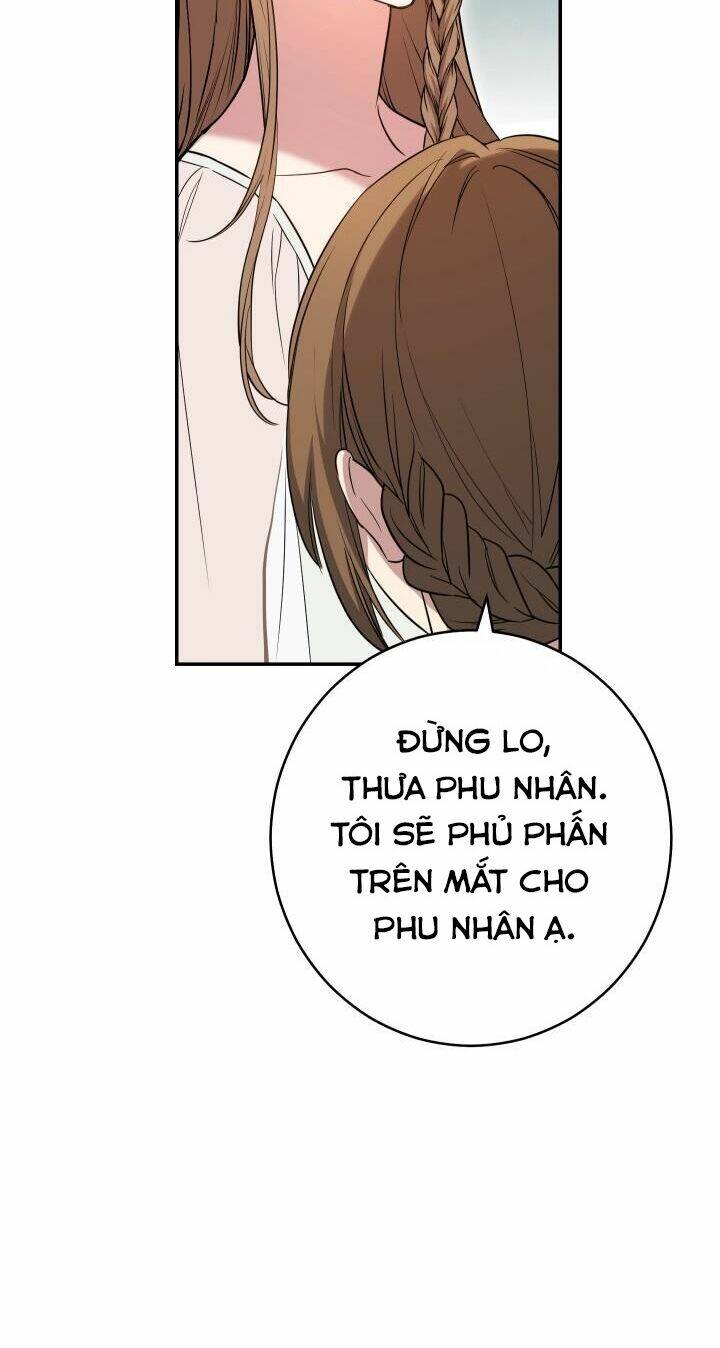 ĐỪNG LO,
THƯA PHU NHÂN.
TÔI SẼ PHỦ PHẤN
TRÊN MẮT CHO
PHU NHÂN Ạ.